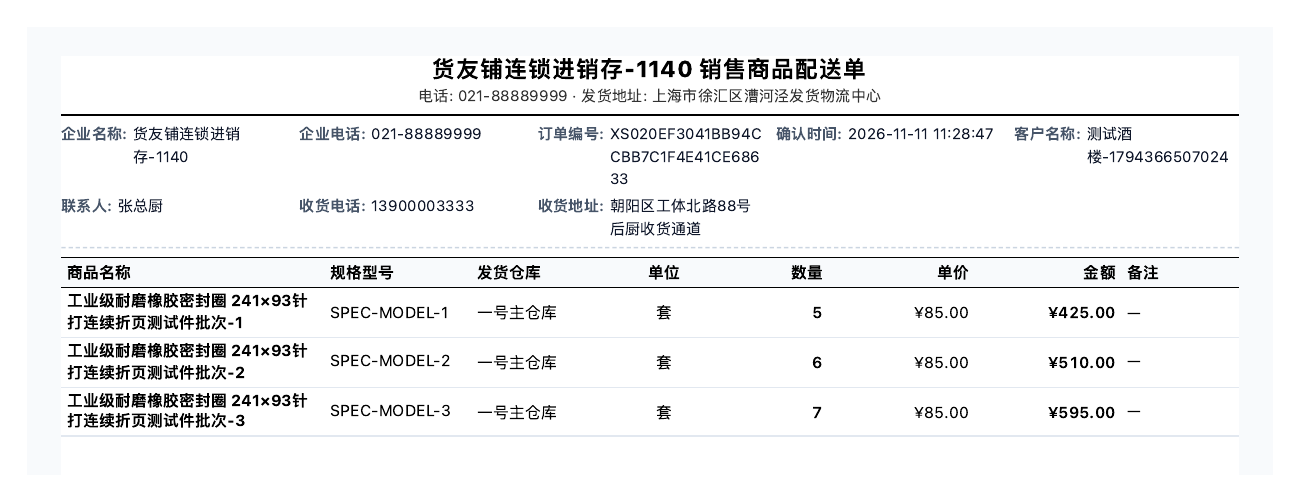 货友铺连锁进销存-1140 销售商品配送单
电话: 021-88889999 · 发货地址: 上海市徐汇区漕河泾发货物流中心
企业名称: 货友铺连锁进销存-1140 企业电话: 021-88889999 订单编号: XS020EF3041BB94CCBB7C1F4E41CE68633 确认时间: 2026-11-11 11:28:47 客户名称: 测试酒楼-1794366507024
联系人: 张总厨 收货电话: 13900003333 收货地址: 朝阳区工体北路88号后厨收货通道
商品名称 规格型号 发货仓库 单位 数量 单价 金额 备注
工业级耐磨橡胶密封圈 241×93针打连续折页测试件批次-1 SPEC-MODEL-1 一号主仓库 套 5 ¥85.00 ¥425.00 —
工业级耐磨橡胶密封圈 241×93针打连续折页测试件批次-2 SPEC-MODEL-2 一号主仓库 套 6 ¥85.00 ¥510.00 —
工业级耐磨橡胶密封圈 241×93针打连续折页测试件批次-3 SPEC-MODEL-3 一号主仓库 套 7 ¥85.00 ¥595.00 —